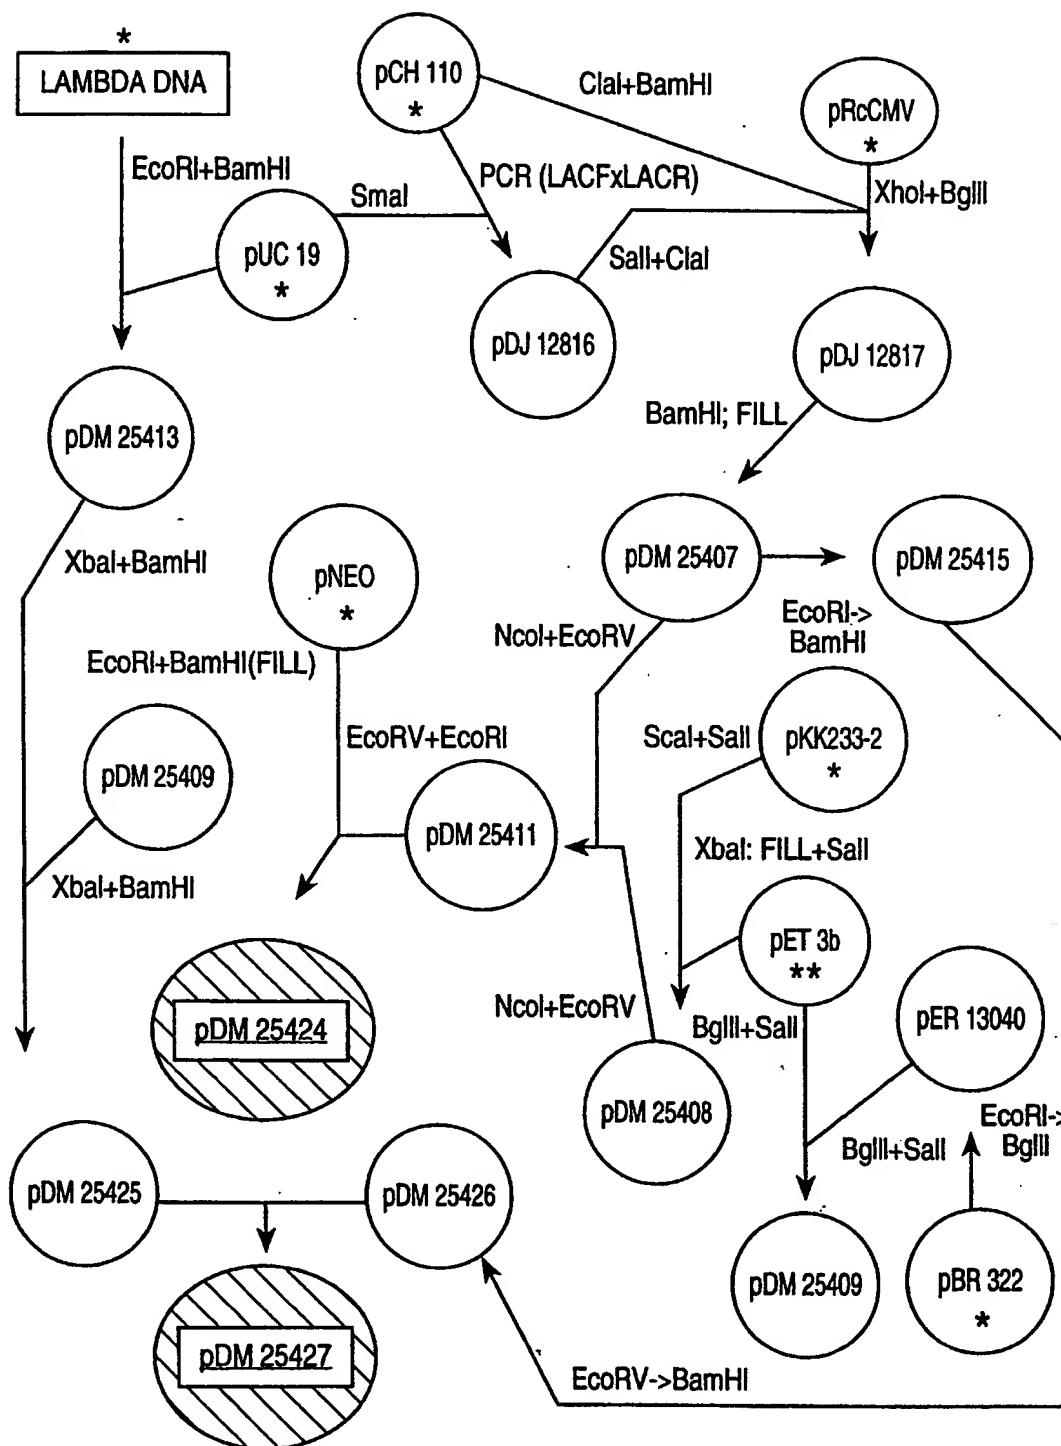 *
LAMBDA DNA
pCH 110
*
ClaI+BamHI
pRcCMV
*
EcoRI+BamHI
SmaI
PCR (LACFxLACR)
XhoI+BglII
pUC 19
*
SalI+ClaI
pDJ 12816
pDJ 12817
BamHI; FILL
pDM 25413
XbaI+BamHI
pNEO
*
pDM 25407
pDM 25415
NcoI+EcoRV
EcoRI->
BamHI
EcoRI+BamHI(FILL)
ScaI+SalI
pKK233-2
*
EcoRV+EcoRI
pDM 25409
pDM 25411
XbaI: FILL+SalI
XbaI+BamHI
pET 3b
**
pDM 25424
NcoI+EcoRV
BglII+SalI
pER 13040
pDM 25408
EcoRI->
BglII
BglII+SalI
pDM 25425
pDM 25426
pDM 25409
pBR 322
*
pDM 25427
EcoRV->BamHI